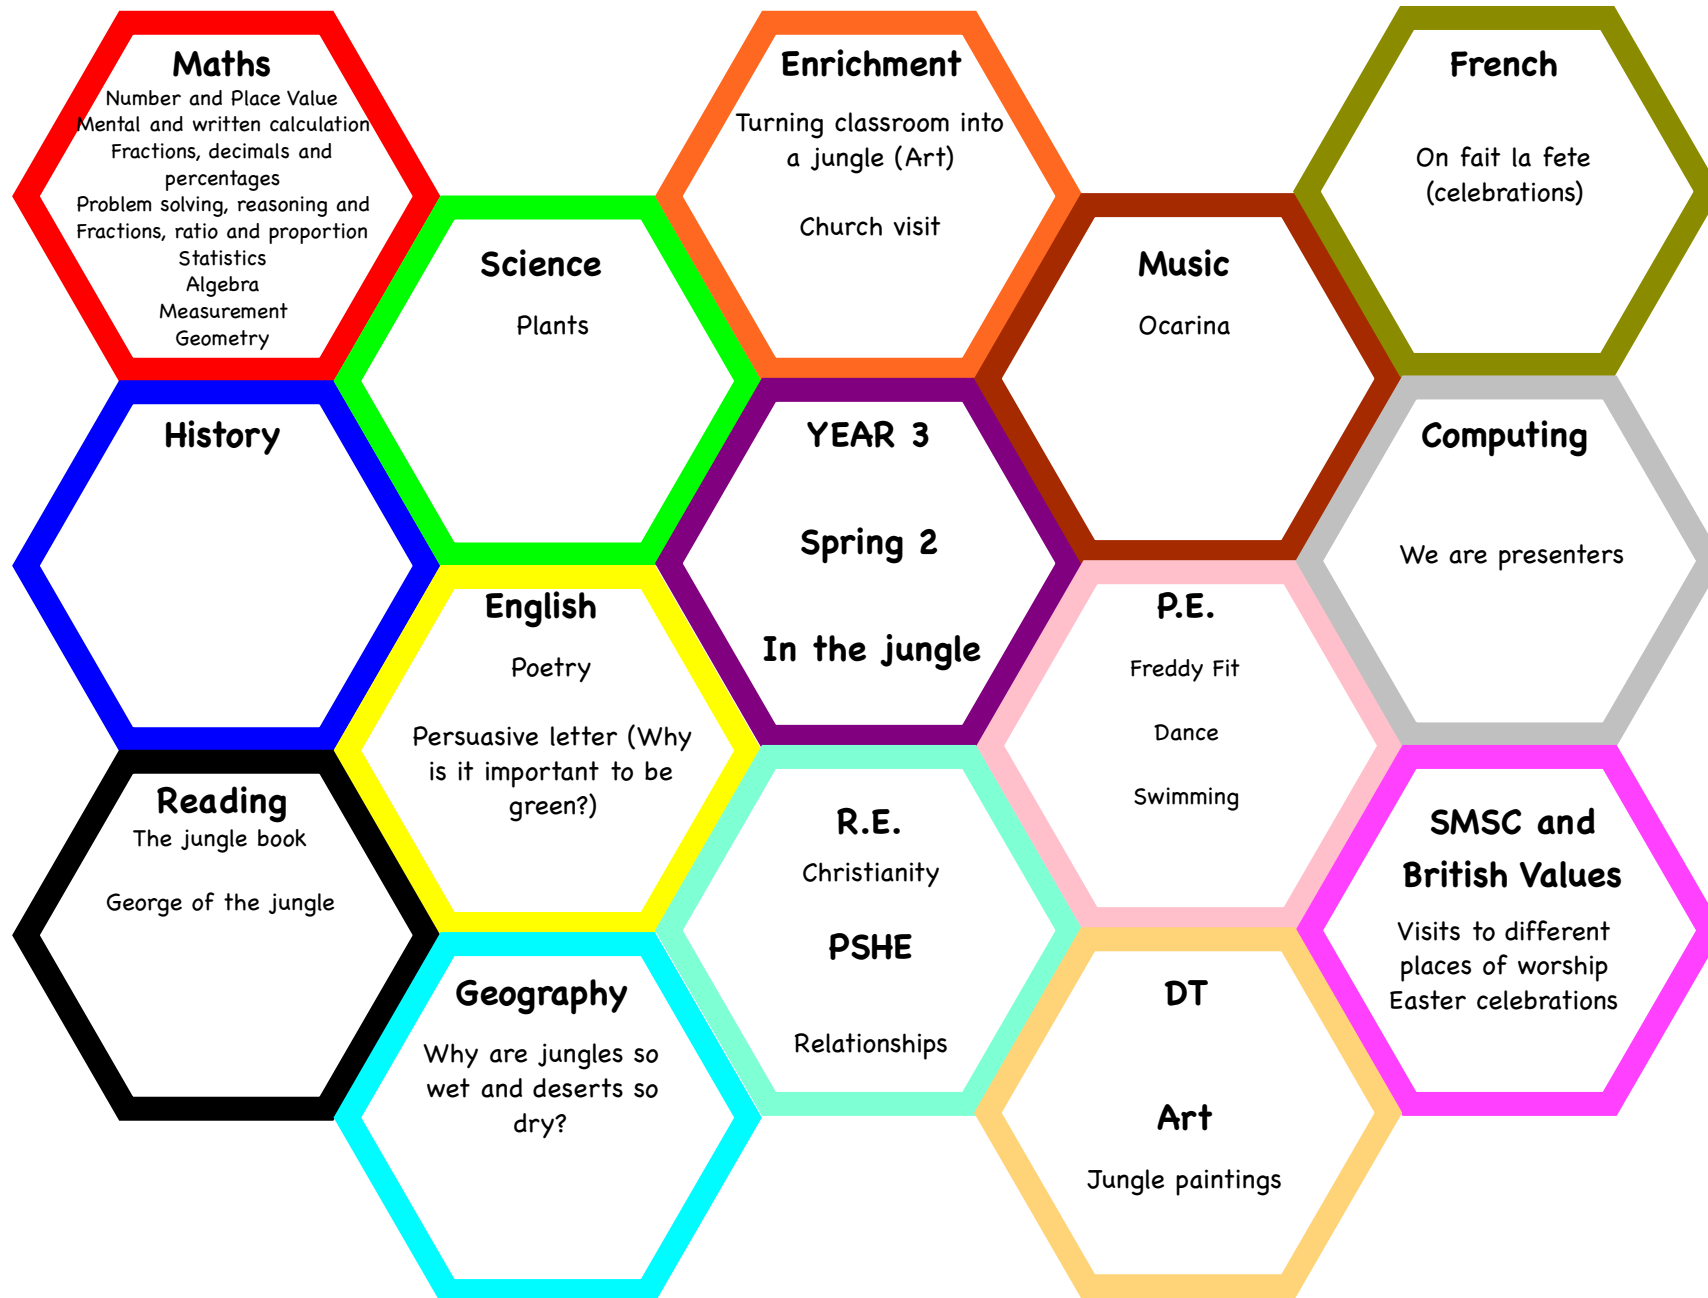 Maths
Number and Place Value
Mental and written calculation
Fractions, decimals and
percentages
Problem solving, reasoning and
Fractions, ratio and proportion
Statistics
Algebra
Measurement
Geometry
Enrichment
Turning classroom into
a jungle (Art)
Church visit
French
On fait la fete
(celebrations)
Science
Plants
Music
Ocarina
History
YEAR 3
Spring 2
In the jungle
Computing
We are presenters
English
Poetry
Persuasive letter (Why
is it important to be
green?)
P.E.
Freddy Fit
Dance
Swimming
Reading
The jungle book
George of the jungle
R.E.
Christianity
PSHE
Relationships
SMSC and
British Values
Visits to different
places of worship
Easter celebrations
Geography
Why are jungles so
wet and deserts so
dry?
DT
Art
Jungle paintings